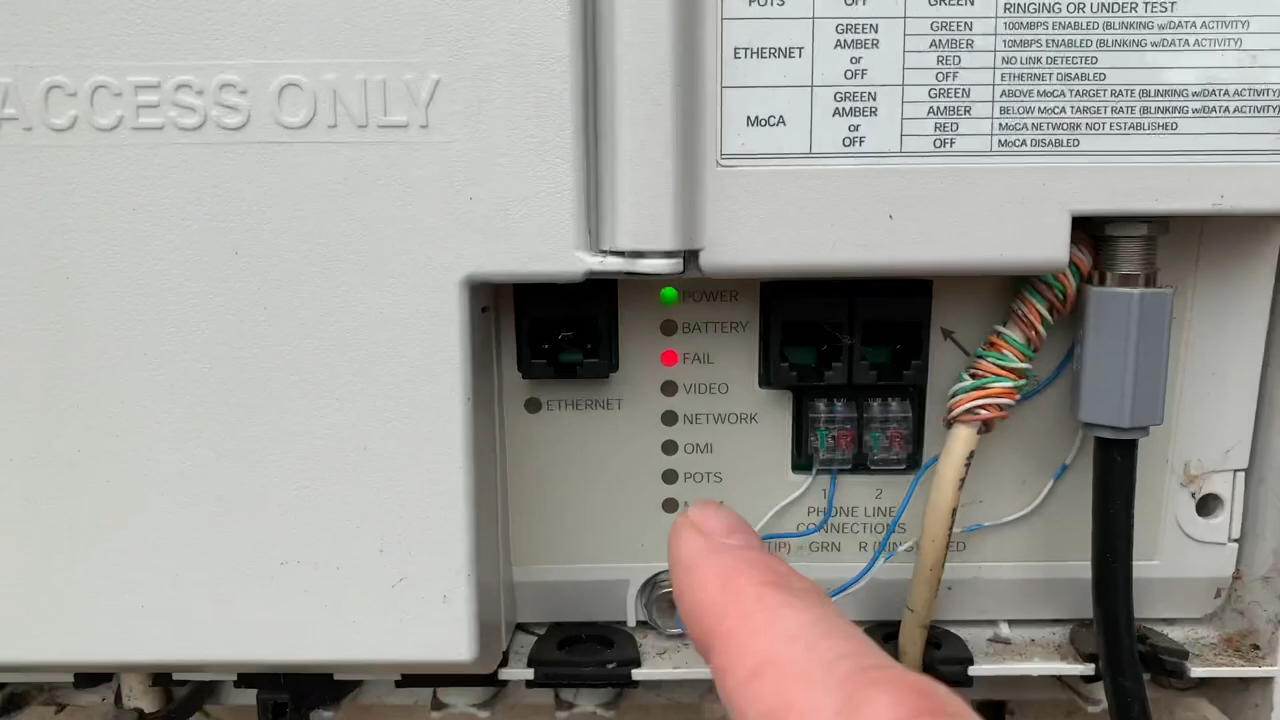 ACCESS ONLY
POTS OFF GREEN RINGING OR UNDER TEST
ETHERNET
GREEN
AMBER
or
OFF
GREEN 100MBPS ENABLED (BLINKING w/DATA ACTIVITY)
AMBER 10MBPS ENABLED (BLINKING w/DATA ACTIVITY)
RED NO LINK DETECTED
OFF ETHERNET DISABLED
MoCA
GREEN
AMBER
or
OFF
GREEN ABOVE MoCA TARGET RATE (BLINKING w/DATA ACTIVITY)
AMBER BELOW MoCA TARGET RATE (BLINKING w/DATA ACTIVITY)
RED MoCA NETWORK NOT ESTABLISHED
OFF MoCA DISABLED
POWER
BATTERY
FAIL
VIDEO
NETWORK
OMI
POTS
ETHERNET
T R T R
1 2
PHONE LINE
CONNECTIONS
GRN R